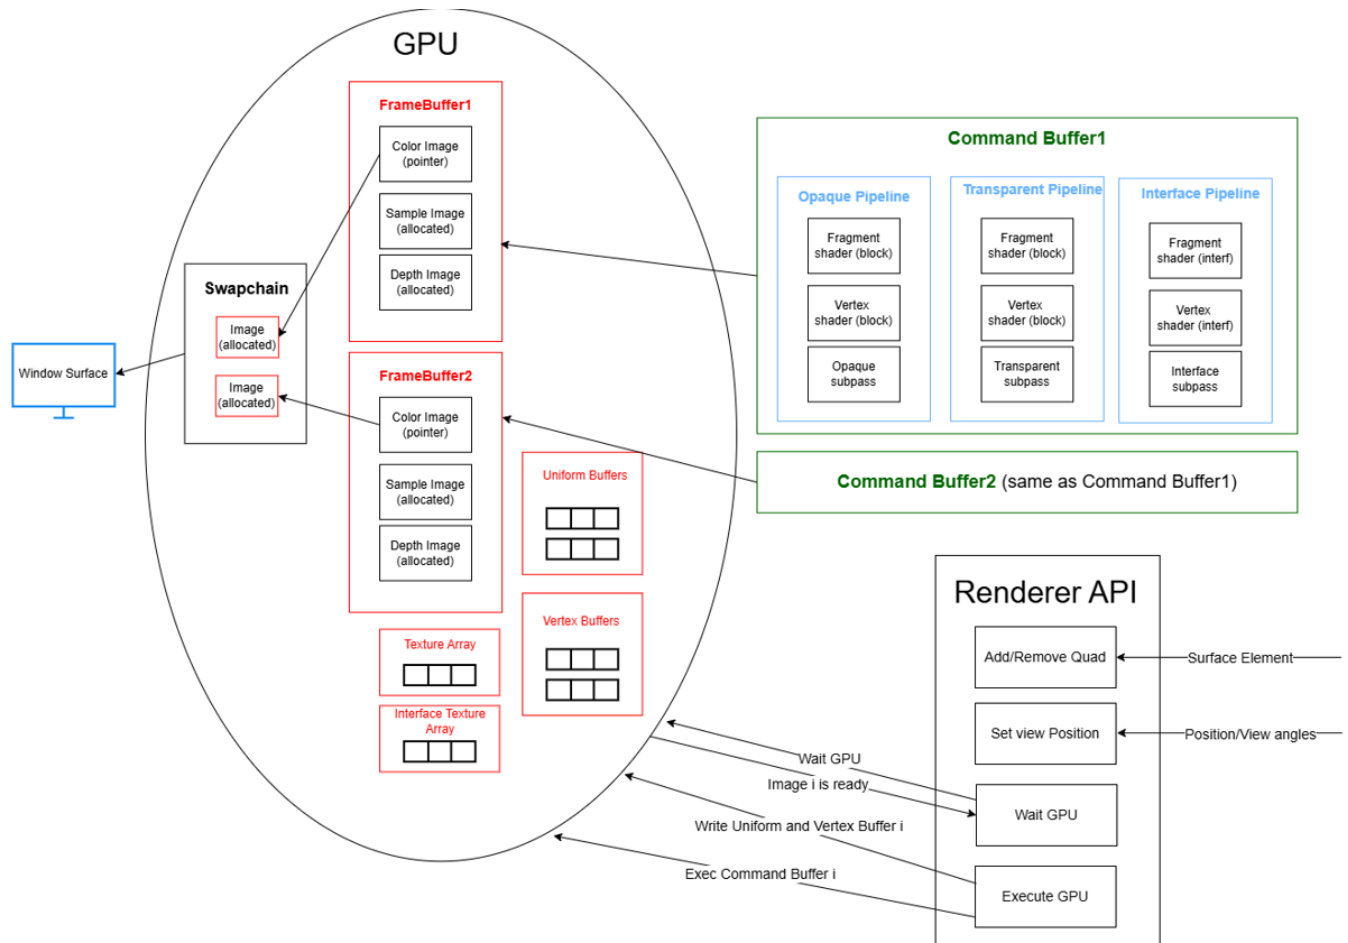 GPU
FrameBuffer1
Color Image
(pointer)
Sample Image
(allocated)
Depth Image
(allocated)
Swapchain
Image
(allocated)
Image
(allocated)
Window Surface
FrameBuffer2
Color Image
(pointer)
Sample Image
(allocated)
Depth Image
(allocated)
Uniform Buffers
Vertex Buffers
Texture Array
Interface Texture
Array
Command Buffer1
Opaque Pipeline
Fragment
shader (block)
Vertex
shader (block)
Opaque
subpass
Transparent Pipeline
Fragment
shader (block)
Vertex
shader (block)
Transparent
subpass
Interface Pipeline
Fragment
shader (interf)
Vertex
shader (interf)
Interface
subpass
Command Buffer2 (same as Command Buffer1)
Renderer API
Add/Remove Quad
Surface Element
Set view Position
Position/View angles
Wait GPU
Image i is ready
Wait GPU
Write Uniform and Vertex Buffer i
Exec Command Buffer i
Execute GPU